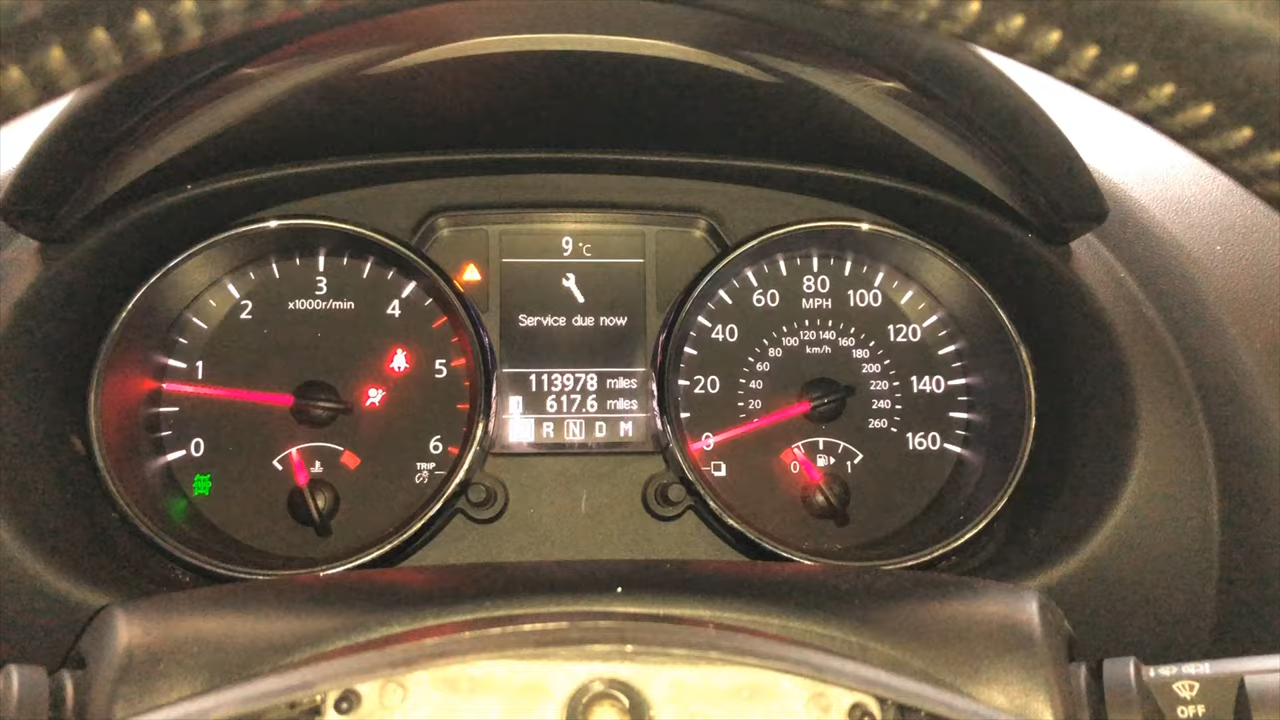 9 °C
Service due now
113978 miles
617.6 miles
R N D M
0 1 2 3 4 5 6
x1000r/min
TRIP
0 20 40 60 80 100 120 140 160
MPH
20 40 60 80 100 120 140 160 180 200 220 240 260
km/h
0 1
OFF